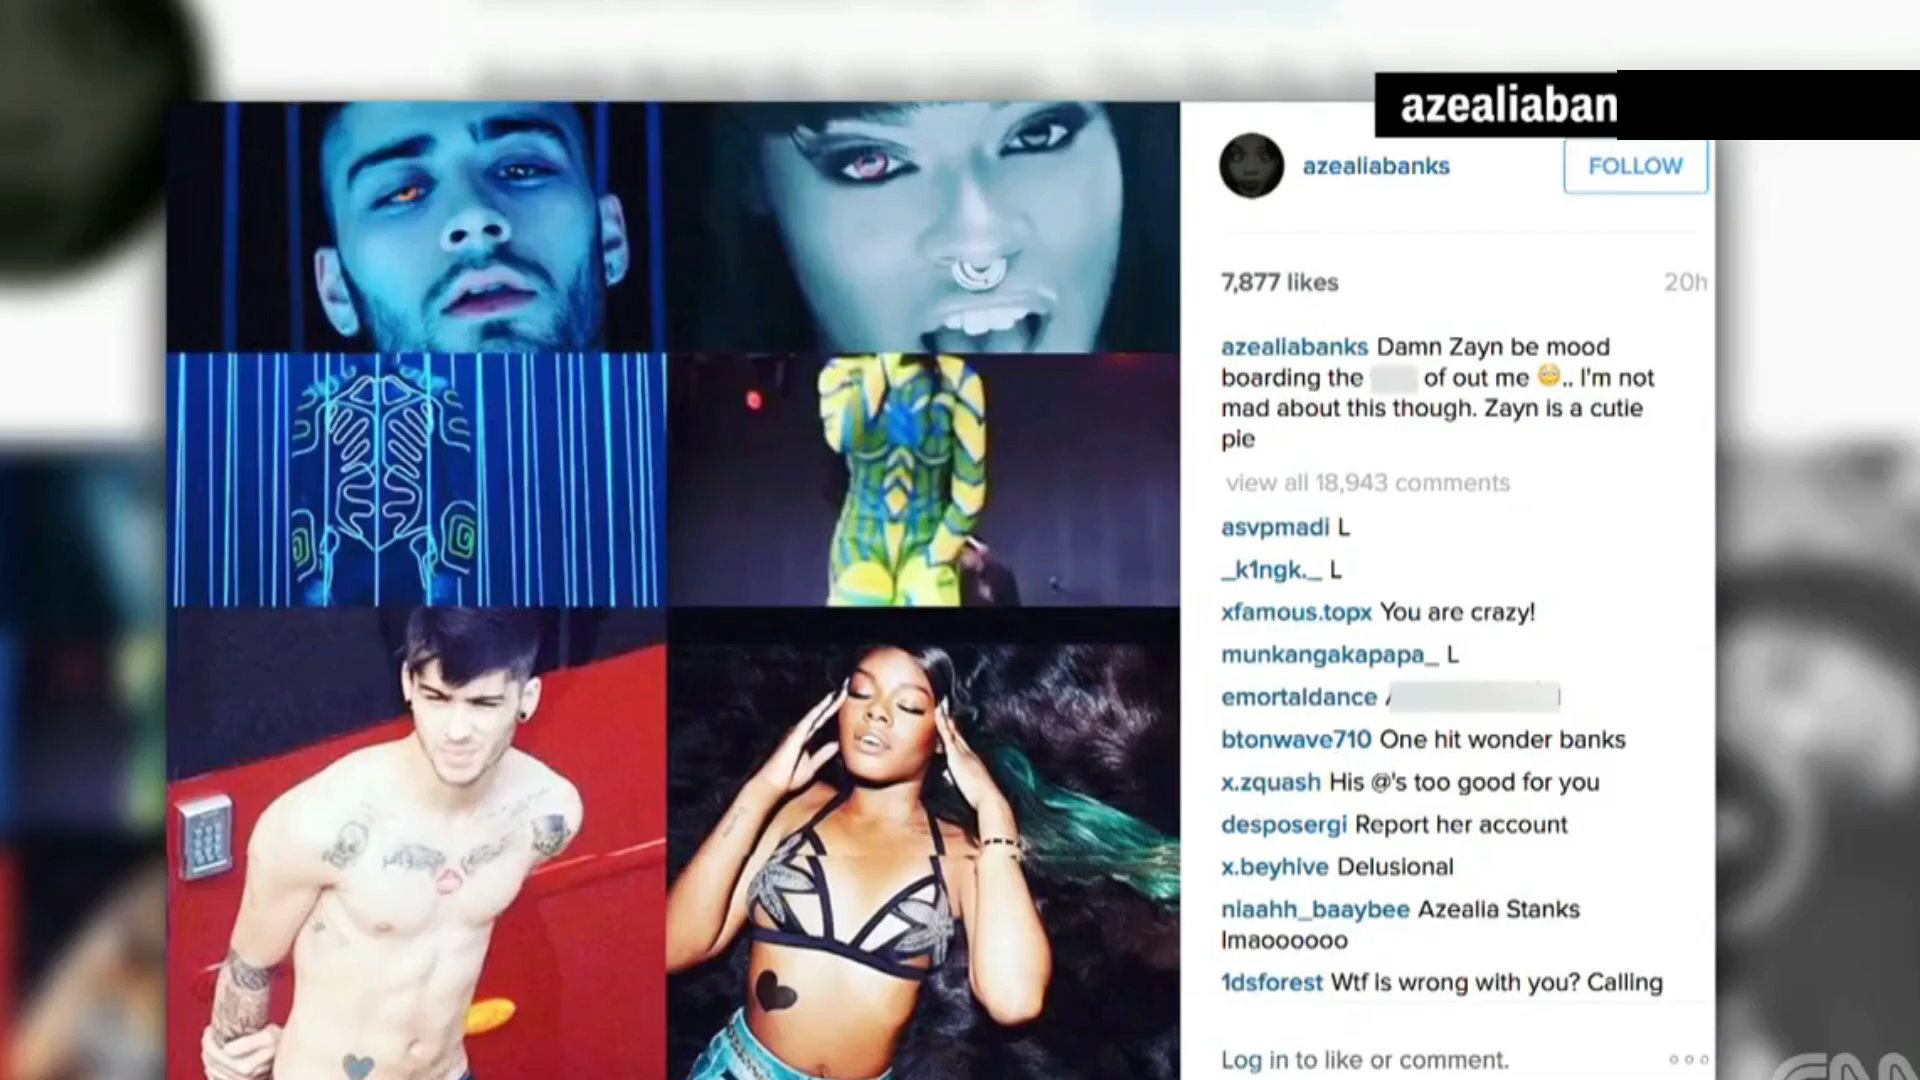 azealiaban
azealiabanks
FOLLOW
7,877 likes
20h
azealiabanks Damn Zayn be mood
boarding the of out me 😳.. I'm not
mad about this though. Zayn is a cutie
pie
view all 18,943 comments
asvpmadi L
_k1ngk._ L
xfamous.topx You are crazy!
munkangakapapa_ L
emortaldance
btonwave710 One hit wonder banks
x.zquash His @'s too good for you
desposergi Report her account
x.beyhive Delusional
niaahh_baaybee Azealia Stanks
lmaoooooo
1dsforest Wtf is wrong with you? Calling
Log in to like or comment.
CNN